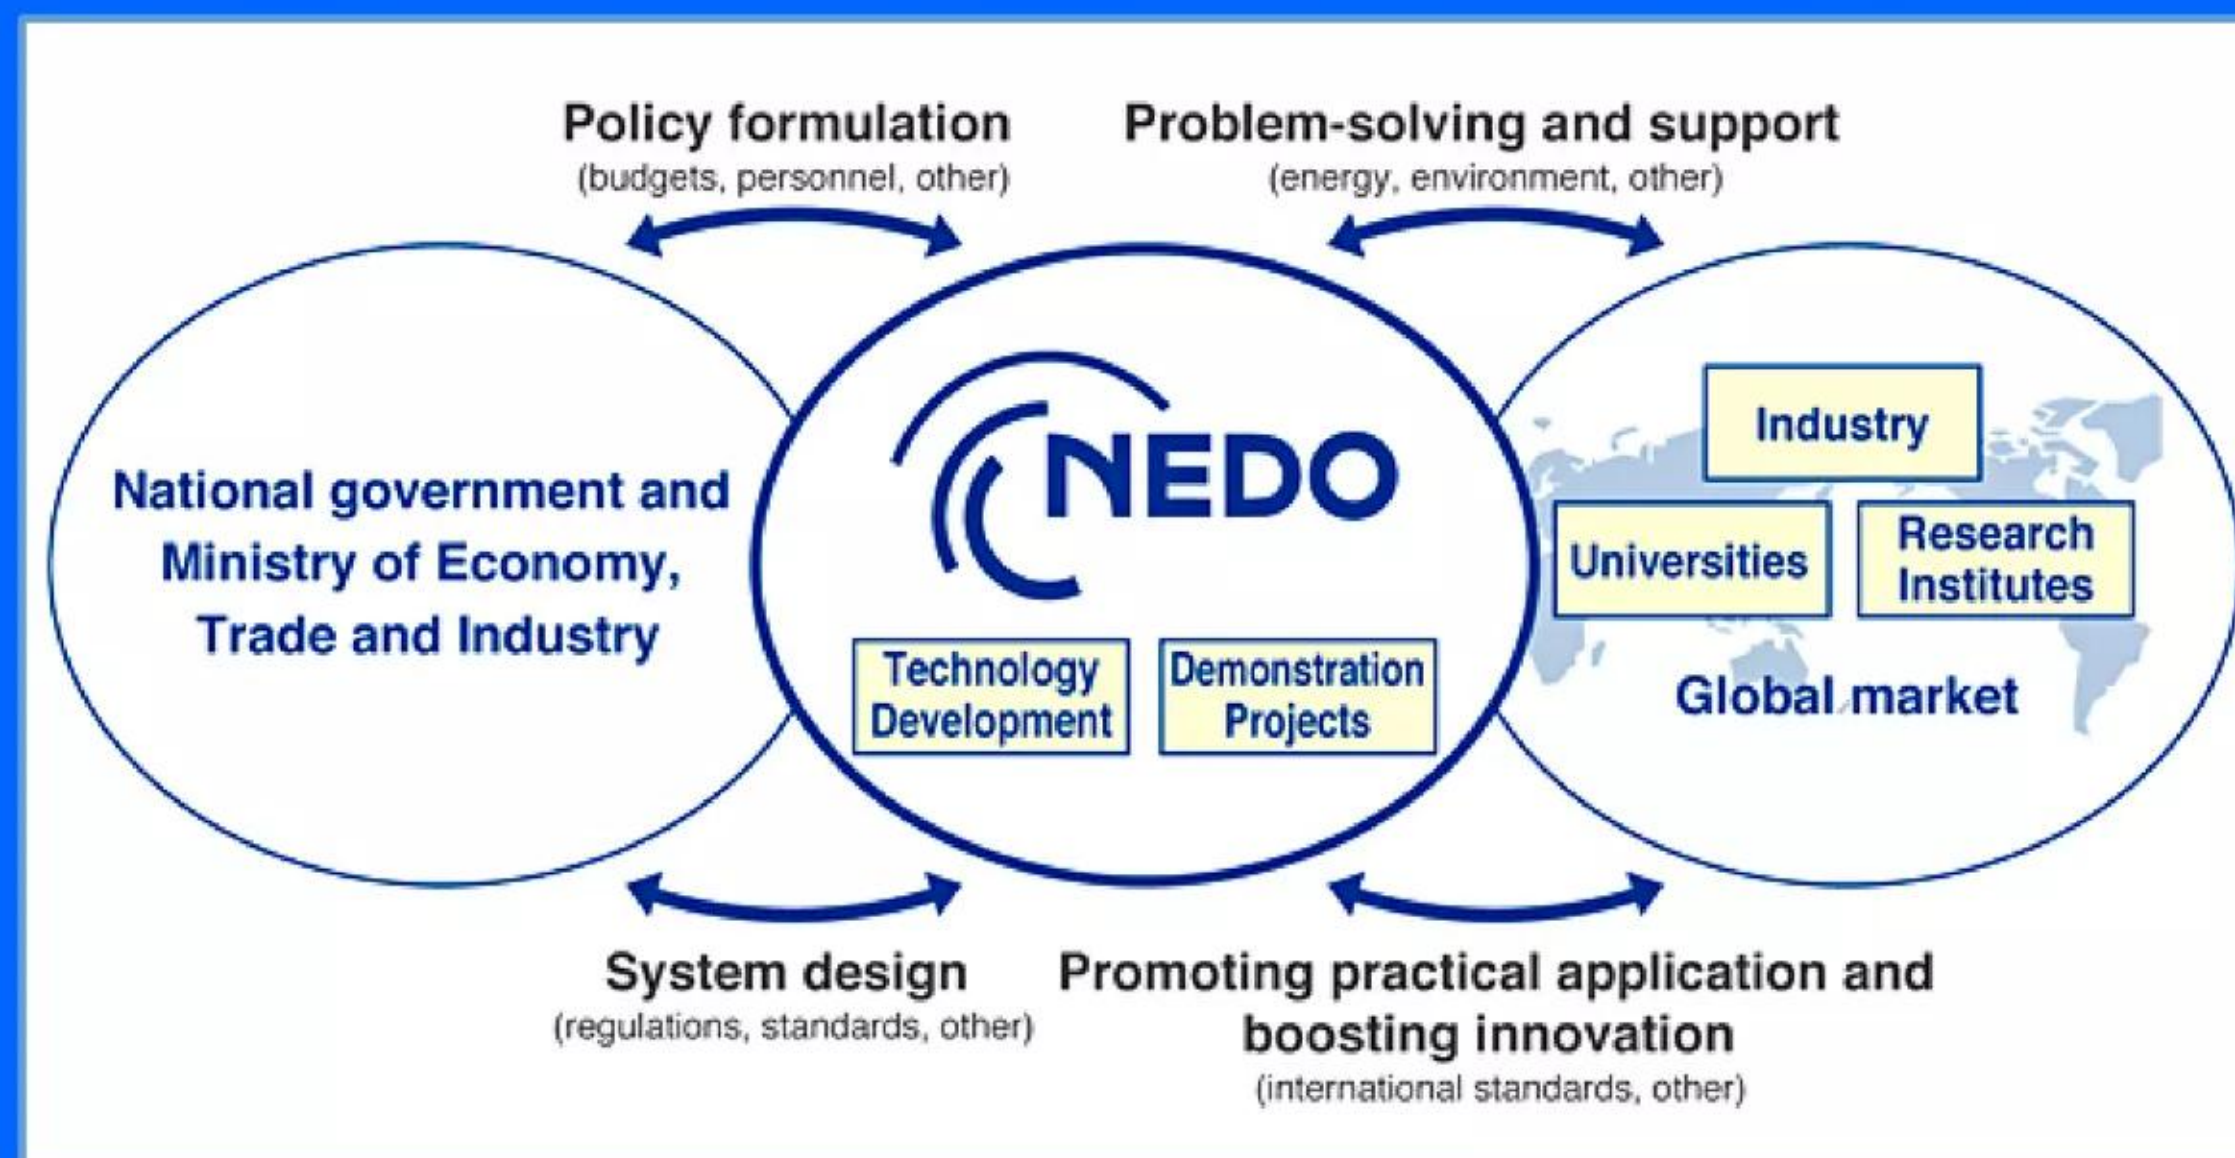 Policy formulation
(budgets, personnel, other)
Problem-solving and support
(energy, environment, other)
National government and
Ministry of Economy,
Trade and Industry
NEDO
Technology
Development
Demonstration
Projects
Industry
Universities
Research
Institutes
Global market
System design
(regulations, standards, other)
Promoting practical application and
boosting innovation
(international standards, other)